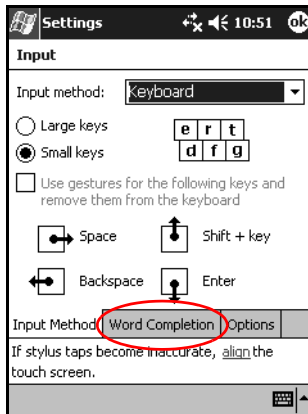 Settings 10:51 ok
Input
Input method: Keyboard
Large keys
Small keys
e r t
d f g
Use gestures for the following keys and
remove them from the keyboard
Space Shift + key
Backspace Enter
Input Method Word Completion Options
If stylus taps become inaccurate, align the
touch screen.